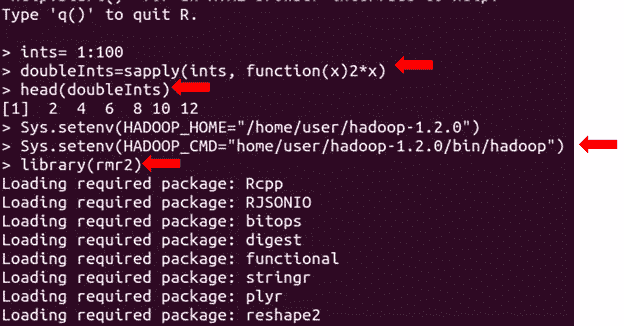 Type 'q()' to quit R.
> ints= 1:100
> doubleInts=sapply(ints, function(x)2*x)
> head(doubleInts)
[1]  2  4  6  8 10 12
> Sys.setenv(HADOOP_HOME="/home/user/hadoop-1.2.0")
> Sys.setenv(HADOOP_CMD="home/user/hadoop-1.2.0/bin/hadoop")
> library(rmr2)
Loading required package: Rcpp
Loading required package: RJSONIO
Loading required package: bitops
Loading required package: digest
Loading required package: functional
Loading required package: stringr
Loading required package: plyr
Loading required package: reshape2